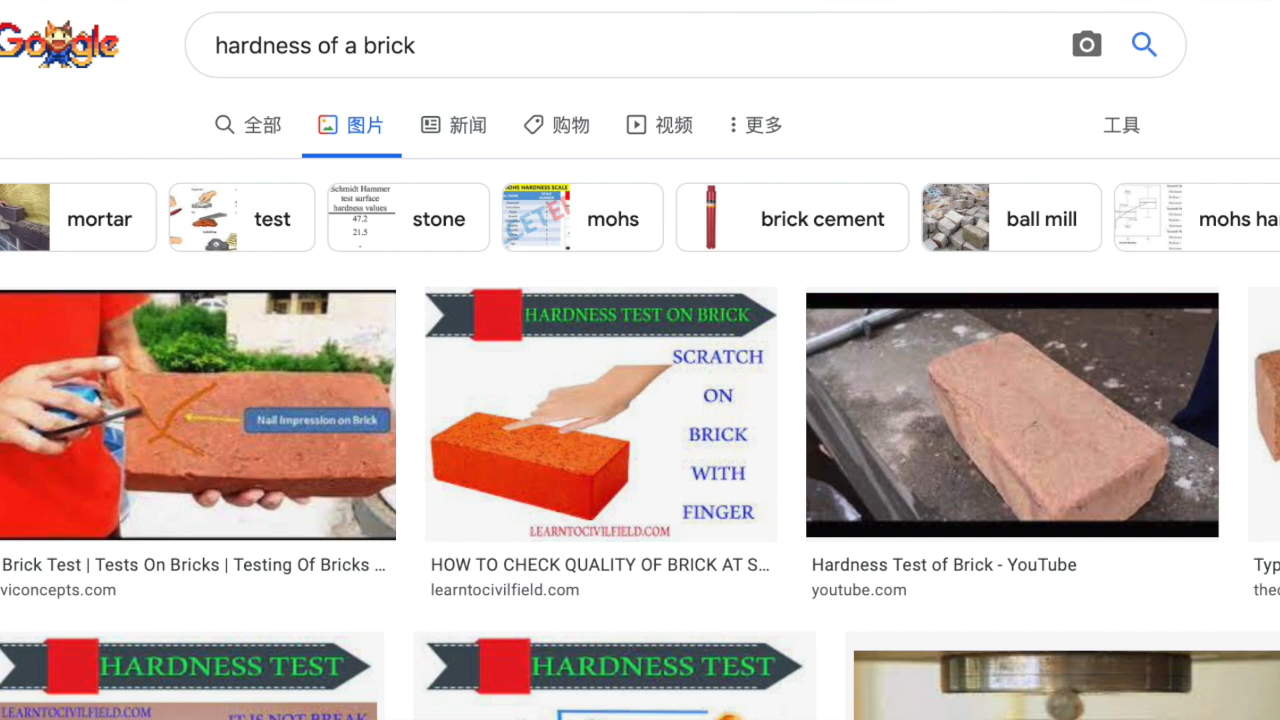 Google
hardness of a brick
全部
图片
新闻
购物
视频
更多
工具
mortar
test
Schmidt Hammer
test surface
hardness values
47.2
21.5
stone
MOHS HARDNESS SCALE
mohs
brick cement
ball mill
mohs ha
Nail Impression on Brick
HARDNESS TEST ON BRICK
SCRATCH
ON
BRICK
WITH
FINGER
LEARNTOCIVILFIELD.COM
Brick Test | Tests On Bricks | Testing Of Bricks ...
viconcepts.com
HOW TO CHECK QUALITY OF BRICK AT S...
learntocivilfield.com
Hardness Test of Brick - YouTube
youtube.com
Typ
thec
HARDNESS TEST
LEARNTOCIVILFIELD.COM
IT IS NOT BREAK
HARDNESS TEST